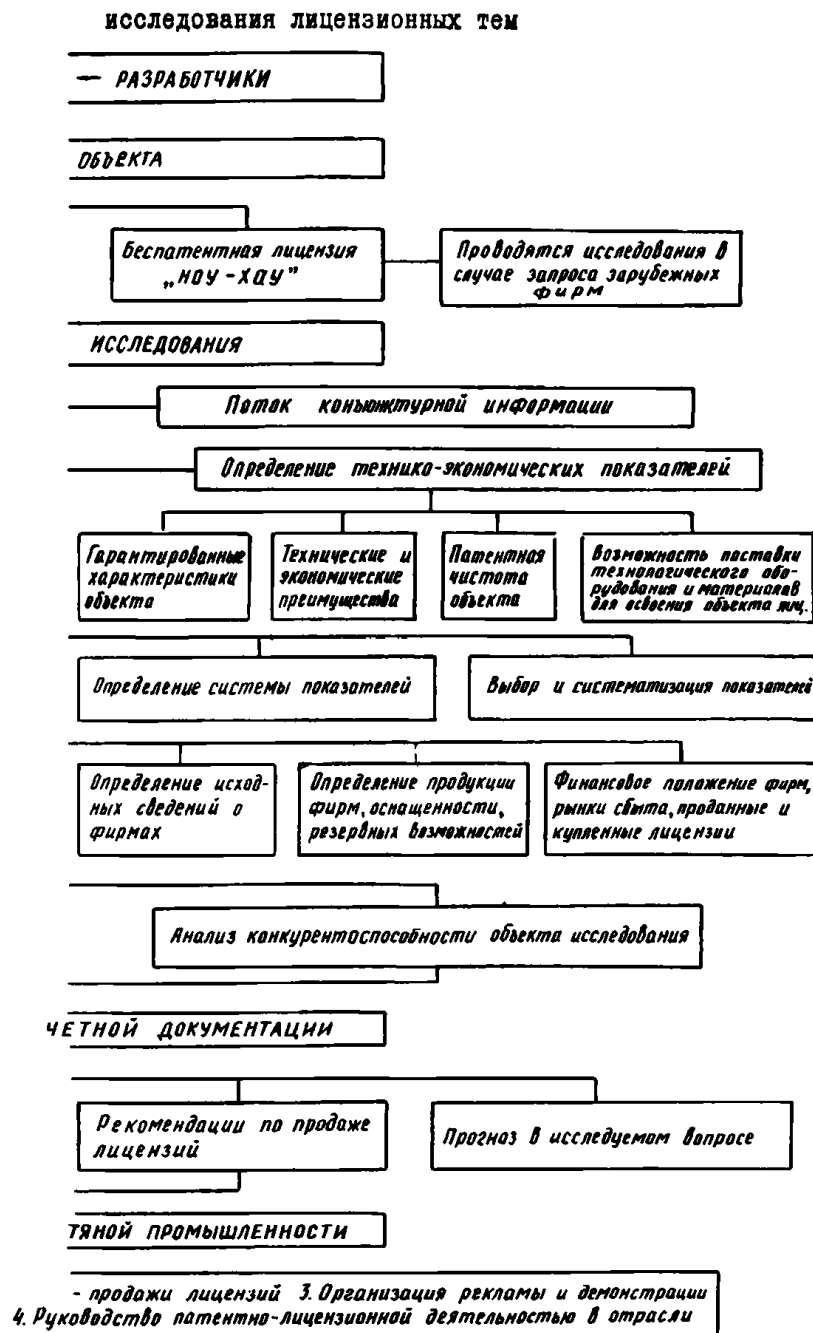 исследования лицензионных тем
— РАЗРАБОТЧИКИ
ОБЪЕКТА
Беспатентная лицензия
„НОУ-ХАУ”
Проводятся исследования в
случае запроса зарубежных
фирм
ИССЛЕДОВАНИЯ
Поток конъюнктурной информации
Определение технико-экономических показателей
Гарантированные
характеристики
объекта
Технические и
экономические
преимущества
Патентная
чистота
объекта
Возможность поставки
технологического обо-
рудования и материалов
для освоения объекта лиц.
Определение системы показателей
Выбор и систематизация показателей
Определение исход-
ных сведений о
фирмах
Определение продукции
фирм, оснащенности,
резервных возможностей
Финансовое положение фирм,
рынки сбыта, проданные и
купленные лицензии
Анализ конкурентоспособности объекта исследования
ЧЕТНОЙ ДОКУМЕНТАЦИИ
Рекомендации по продаже
лицензий
Прогноз в исследуемом вопросе
ТЯНОЙ ПРОМЫШЛЕННОСТИ
- продажи лицензий 3. Организация рекламы и демонстрации
4. Руководство патентно-лицензионной деятельностью в отрасли